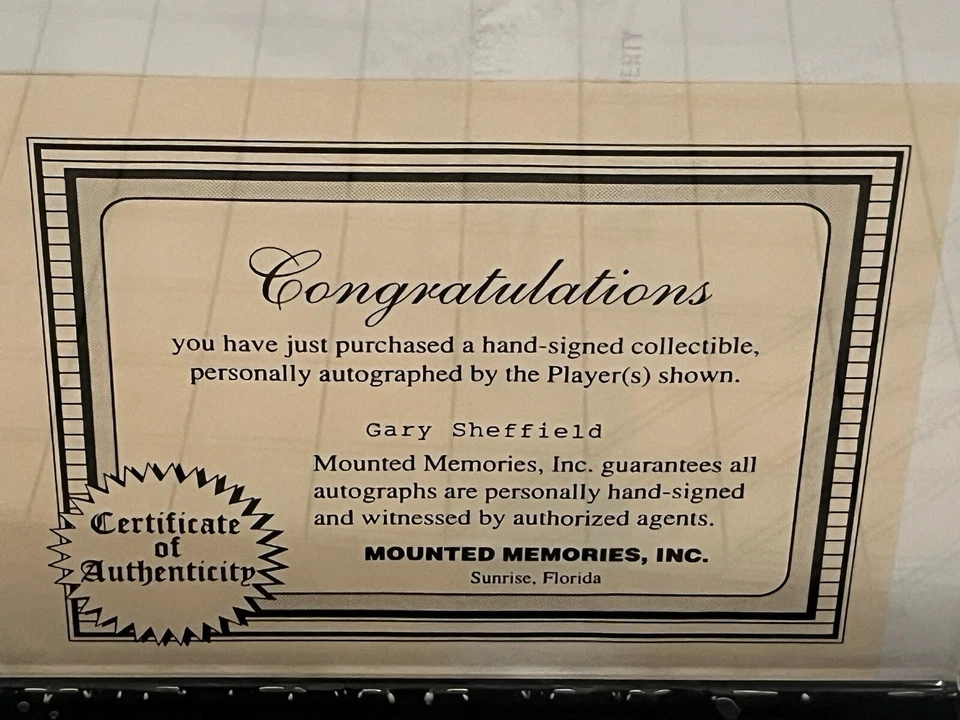 ERTY
Congratulations
you have just purchased a hand-signed collectible,
personally autographed by the Player(s) shown.
Gary Sheffield
Mounted Memories, Inc. guarantees all
autographs are personally hand-signed
and witnessed by authorized agents.
MOUNTED MEMORIES, INC.
Sunrise, Florida
Certificate
of
Authenticity